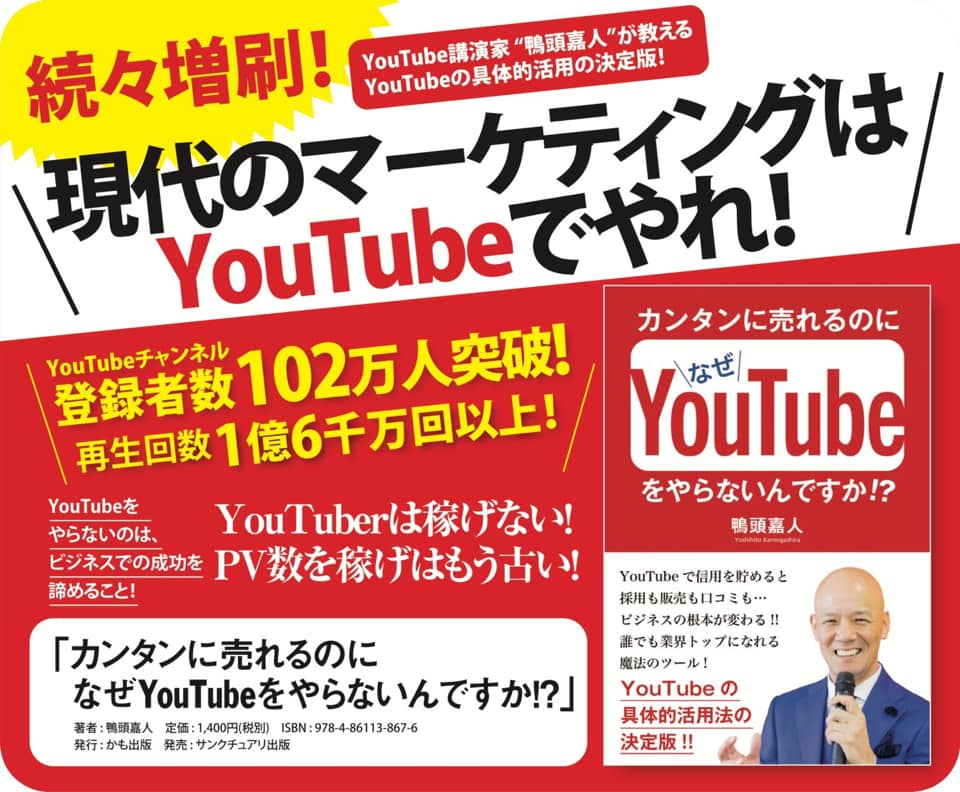 続々増刷!
YouTube講演家“鴨頭嘉人”が教える
YouTubeの具体的活用の決定版!
現代のマーケティングは
YouTubeでやれ!
YouTubeチャンネル
登録者数102万人突破!
再生回数1億6千万回以上!
YouTubeを
やらないのは、
ビジネスでの成功を
諦めること!
YouTuberは稼げない!
PV数を稼げはもう古い!
「カンタンに売れるのに
なぜYouTubeをやらないんですか!?」
著者:鴨頭嘉人 定価:1,400円(税別) ISBN:978-4-86113-867-6
発行:かも出版 発売:サンクチュアリ出版
カンタンに売れるのに
なぜ
YouTube
をやらないんですか!?
鴨頭嘉人
Yoshihito Kamogashira
YouTubeで信用を貯めると
採用も販売も口コミも…
ビジネスの根本が変わる!!
誰でも業界トップになれる
魔法のツール!
YouTubeの
具体的活用法の
決定版!!